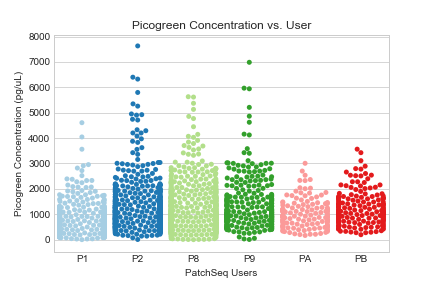 Picogreen Concentration vs. User
Picogreen Concentration (pg/uL)
8000
7000
6000
5000
4000
3000
2000
1000
0
P1 P2 P8 P9 PA PB
PatchSeq Users